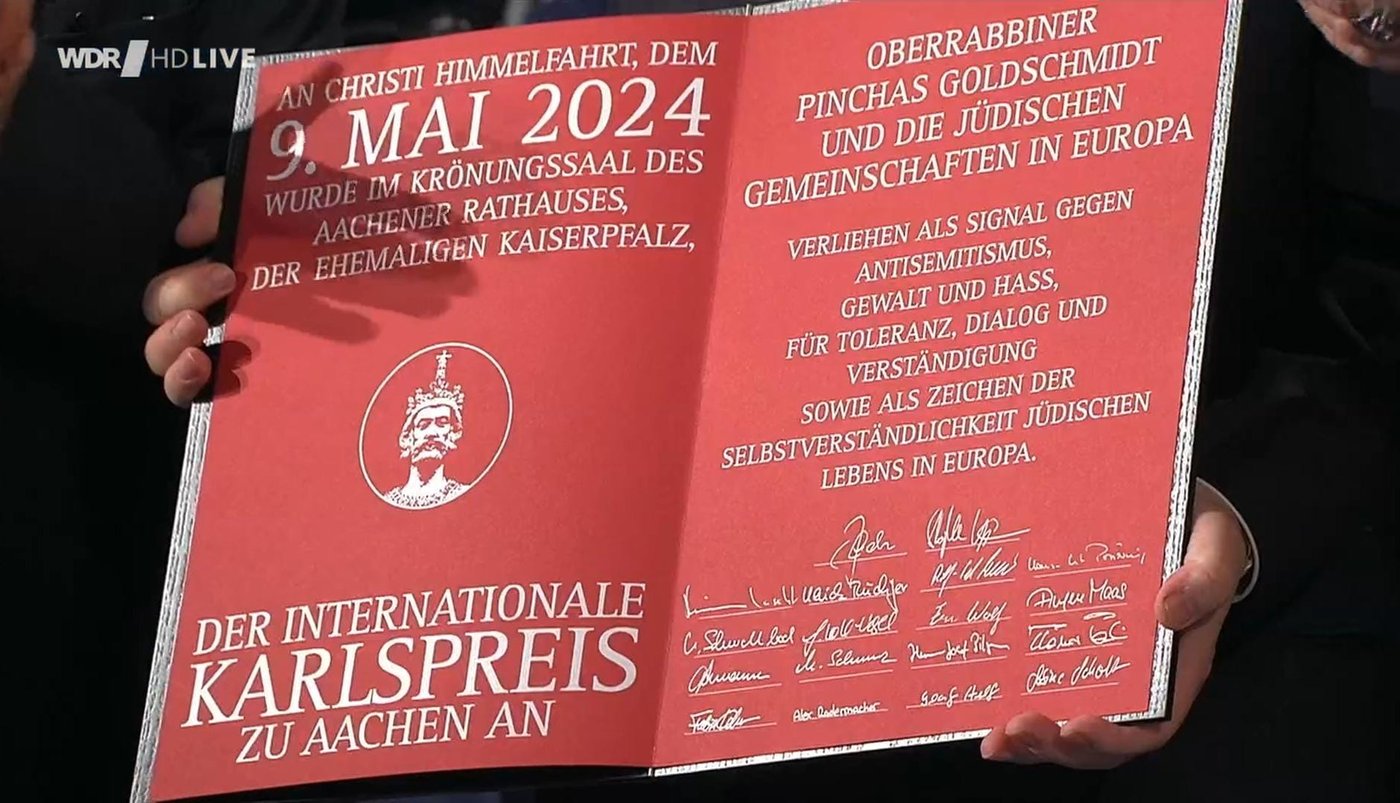 WDR HD LIVE
AN CHRISTI HIMMELFAHRT, DEM
9. MAI 2024
WURDE IM KRÖNUNGSSAAL DES
AACHENER RATHAUSES,
DER EHEMALIGEN KAISERPFALZ,
DER INTERNATIONALE
KARLSPREIS
ZU AACHEN AN
OBERRABBINER
PINCHAS GOLDSCHMIDT
UND DIE JÜDISCHEN
GEMEINSCHAFTEN IN EUROPA
VERLIEHEN ALS SIGNAL GEGEN
ANTISEMITISMUS,
GEWALT UND HASS,
FÜR TOLERANZ, DIALOG UND
VERSTÄNDIGUNG
SOWIE ALS ZEICHEN DER
SELBSTVERSTÄNDLICHKEIT JÜDISCHEN
LEBENS IN EUROPA.
Maas
Alex Radermacher